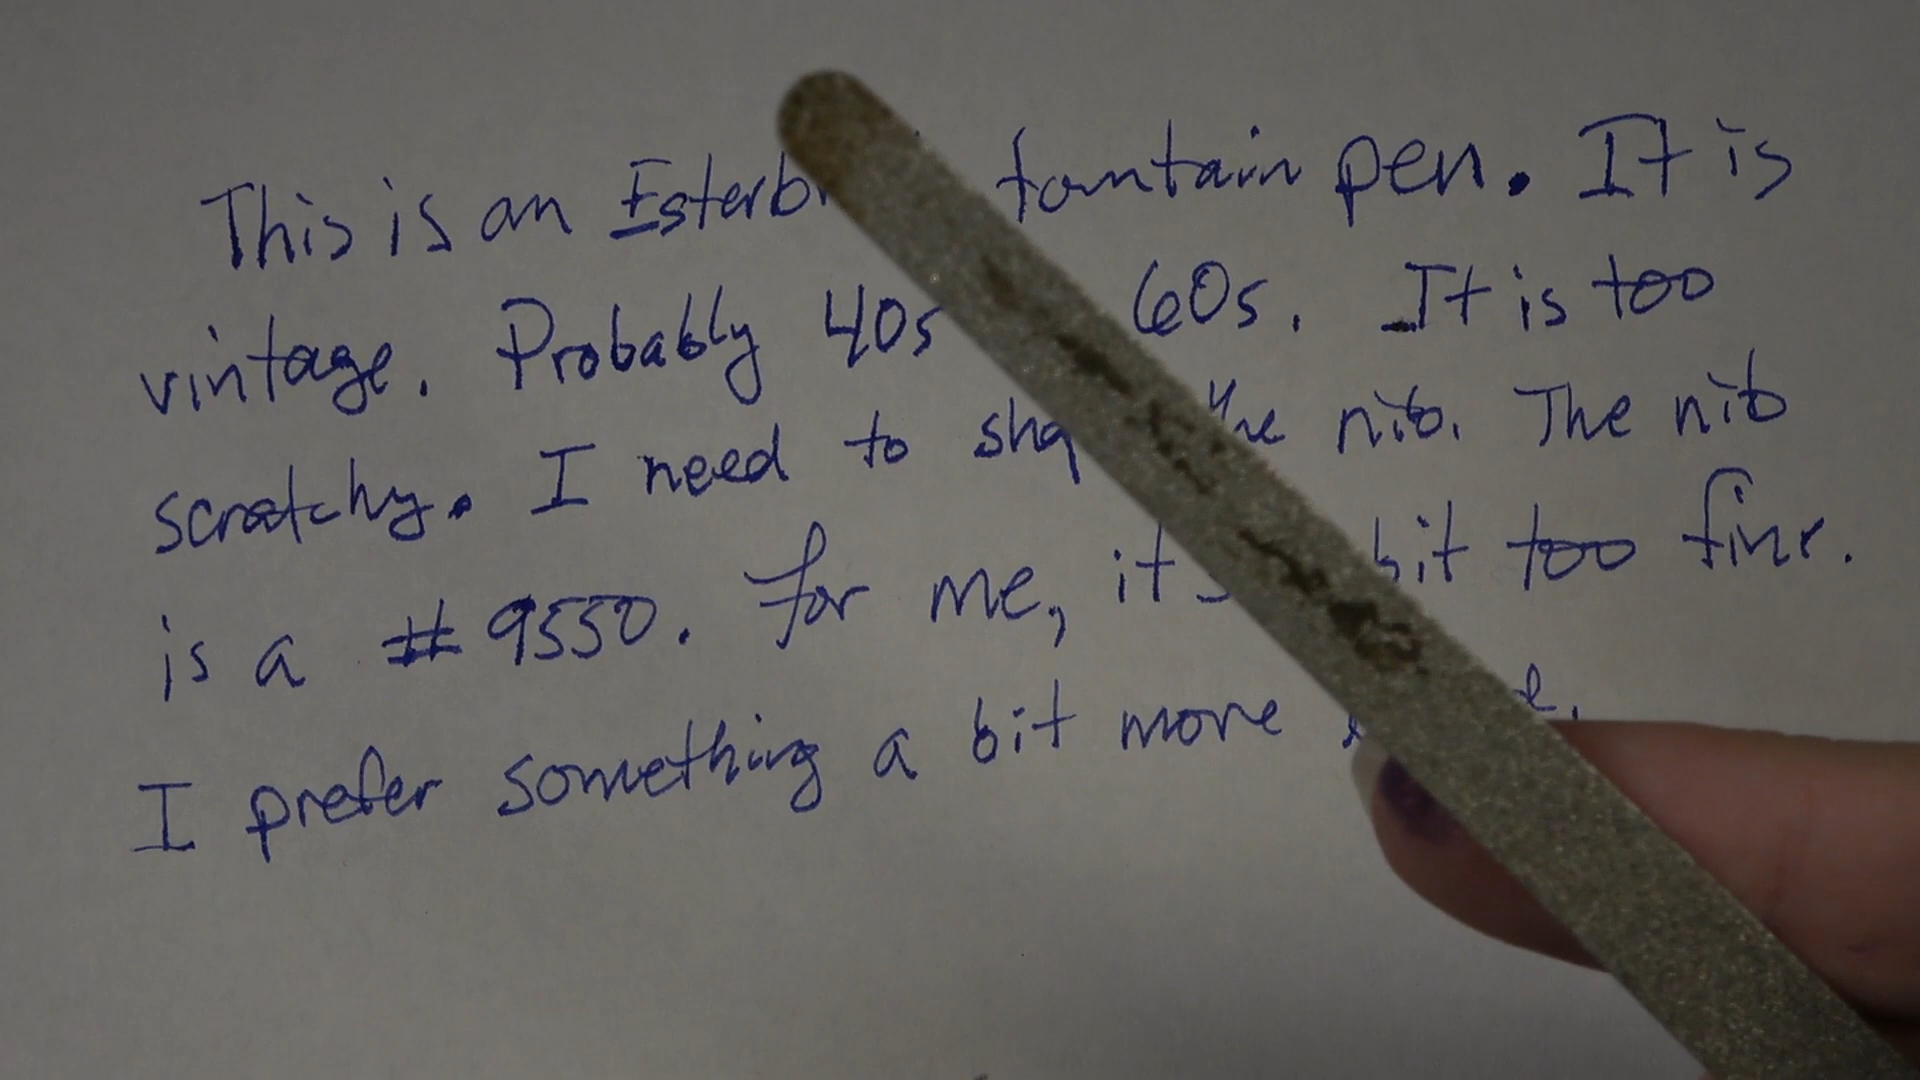 This is an fountain pen. It is
vintage. Probably 40s 60s. It is too
scratchy. I need to the nib. The nib
is a #9550. For me, it's bit too fine.
I prefer something a bit more